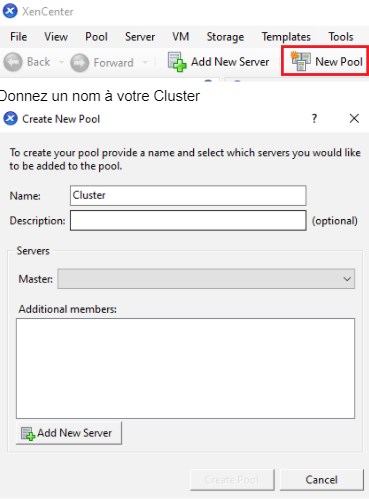 XenCenter
File View Pool Server VM Storage Templates Tools
Back Forward Add New Server New Pool
Donnez un nom à votre Cluster
Create New Pool ?
To create your pool provide a name and select which servers you would like
to be added to the pool.
Name: Cluster
Description: (optional)
Servers
Master:
Additional members:
Add New Server
Create Pool Cancel